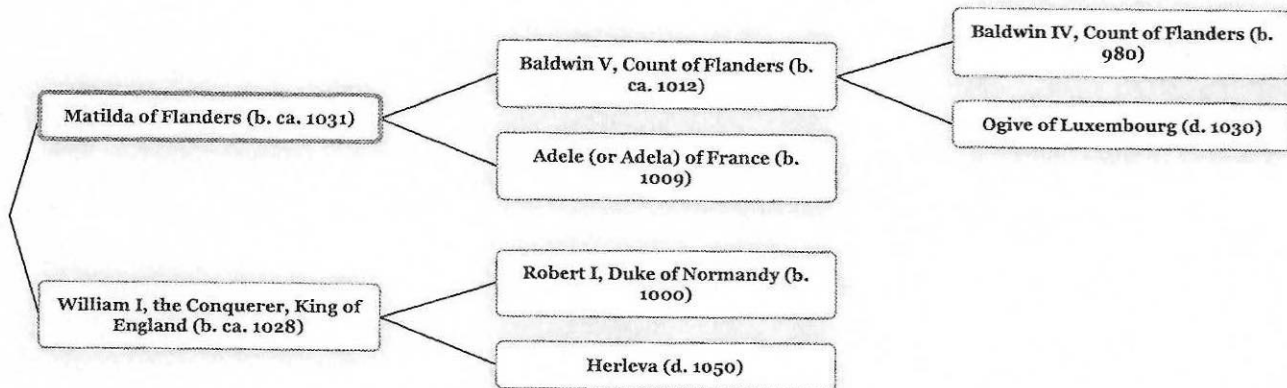 Baldwin IV, Count of Flanders (b.
980)
Baldwin V, Count of Flanders (b.
ca. 1012)
Matilda of Flanders (b. ca. 1031)
Ogive of Luxembourg (d. 1030)
Adele (or Adela) of France (b.
1009)
Robert I, Duke of Normandy (b.
1000)
William I, the Conquerer, King of
England (b. ca. 1028)
Herleva (d. 1050)